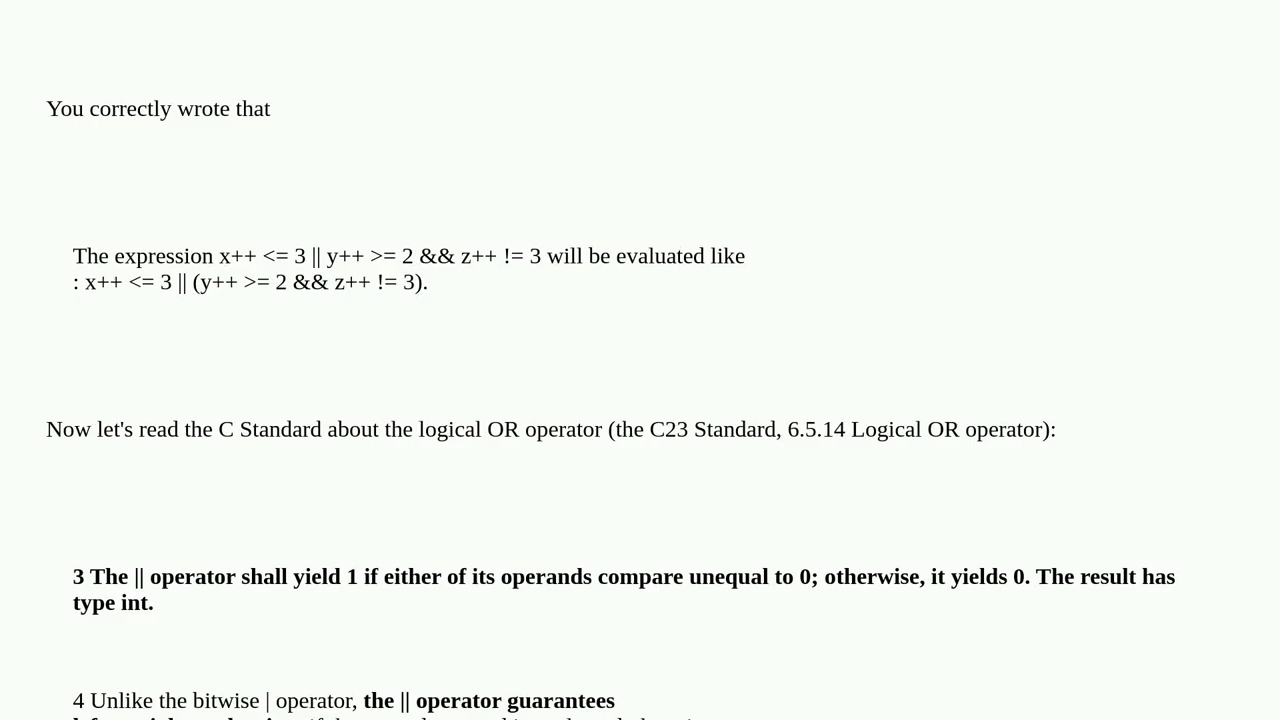 You correctly wrote that
The expression x++ <= 3 || y++ >= 2 && z++ != 3 will be evaluated like
: x++ <= 3 || (y++ >= 2 && z++ != 3).
Now let's read the C Standard about the logical OR operator (the C23 Standard, 6.5.14 Logical OR operator):
3 The || operator shall yield 1 if either of its operands compare unequal to 0; otherwise, it yields 0. The result has
type int.
4 Unlike the bitwise | operator, the || operator guarantees